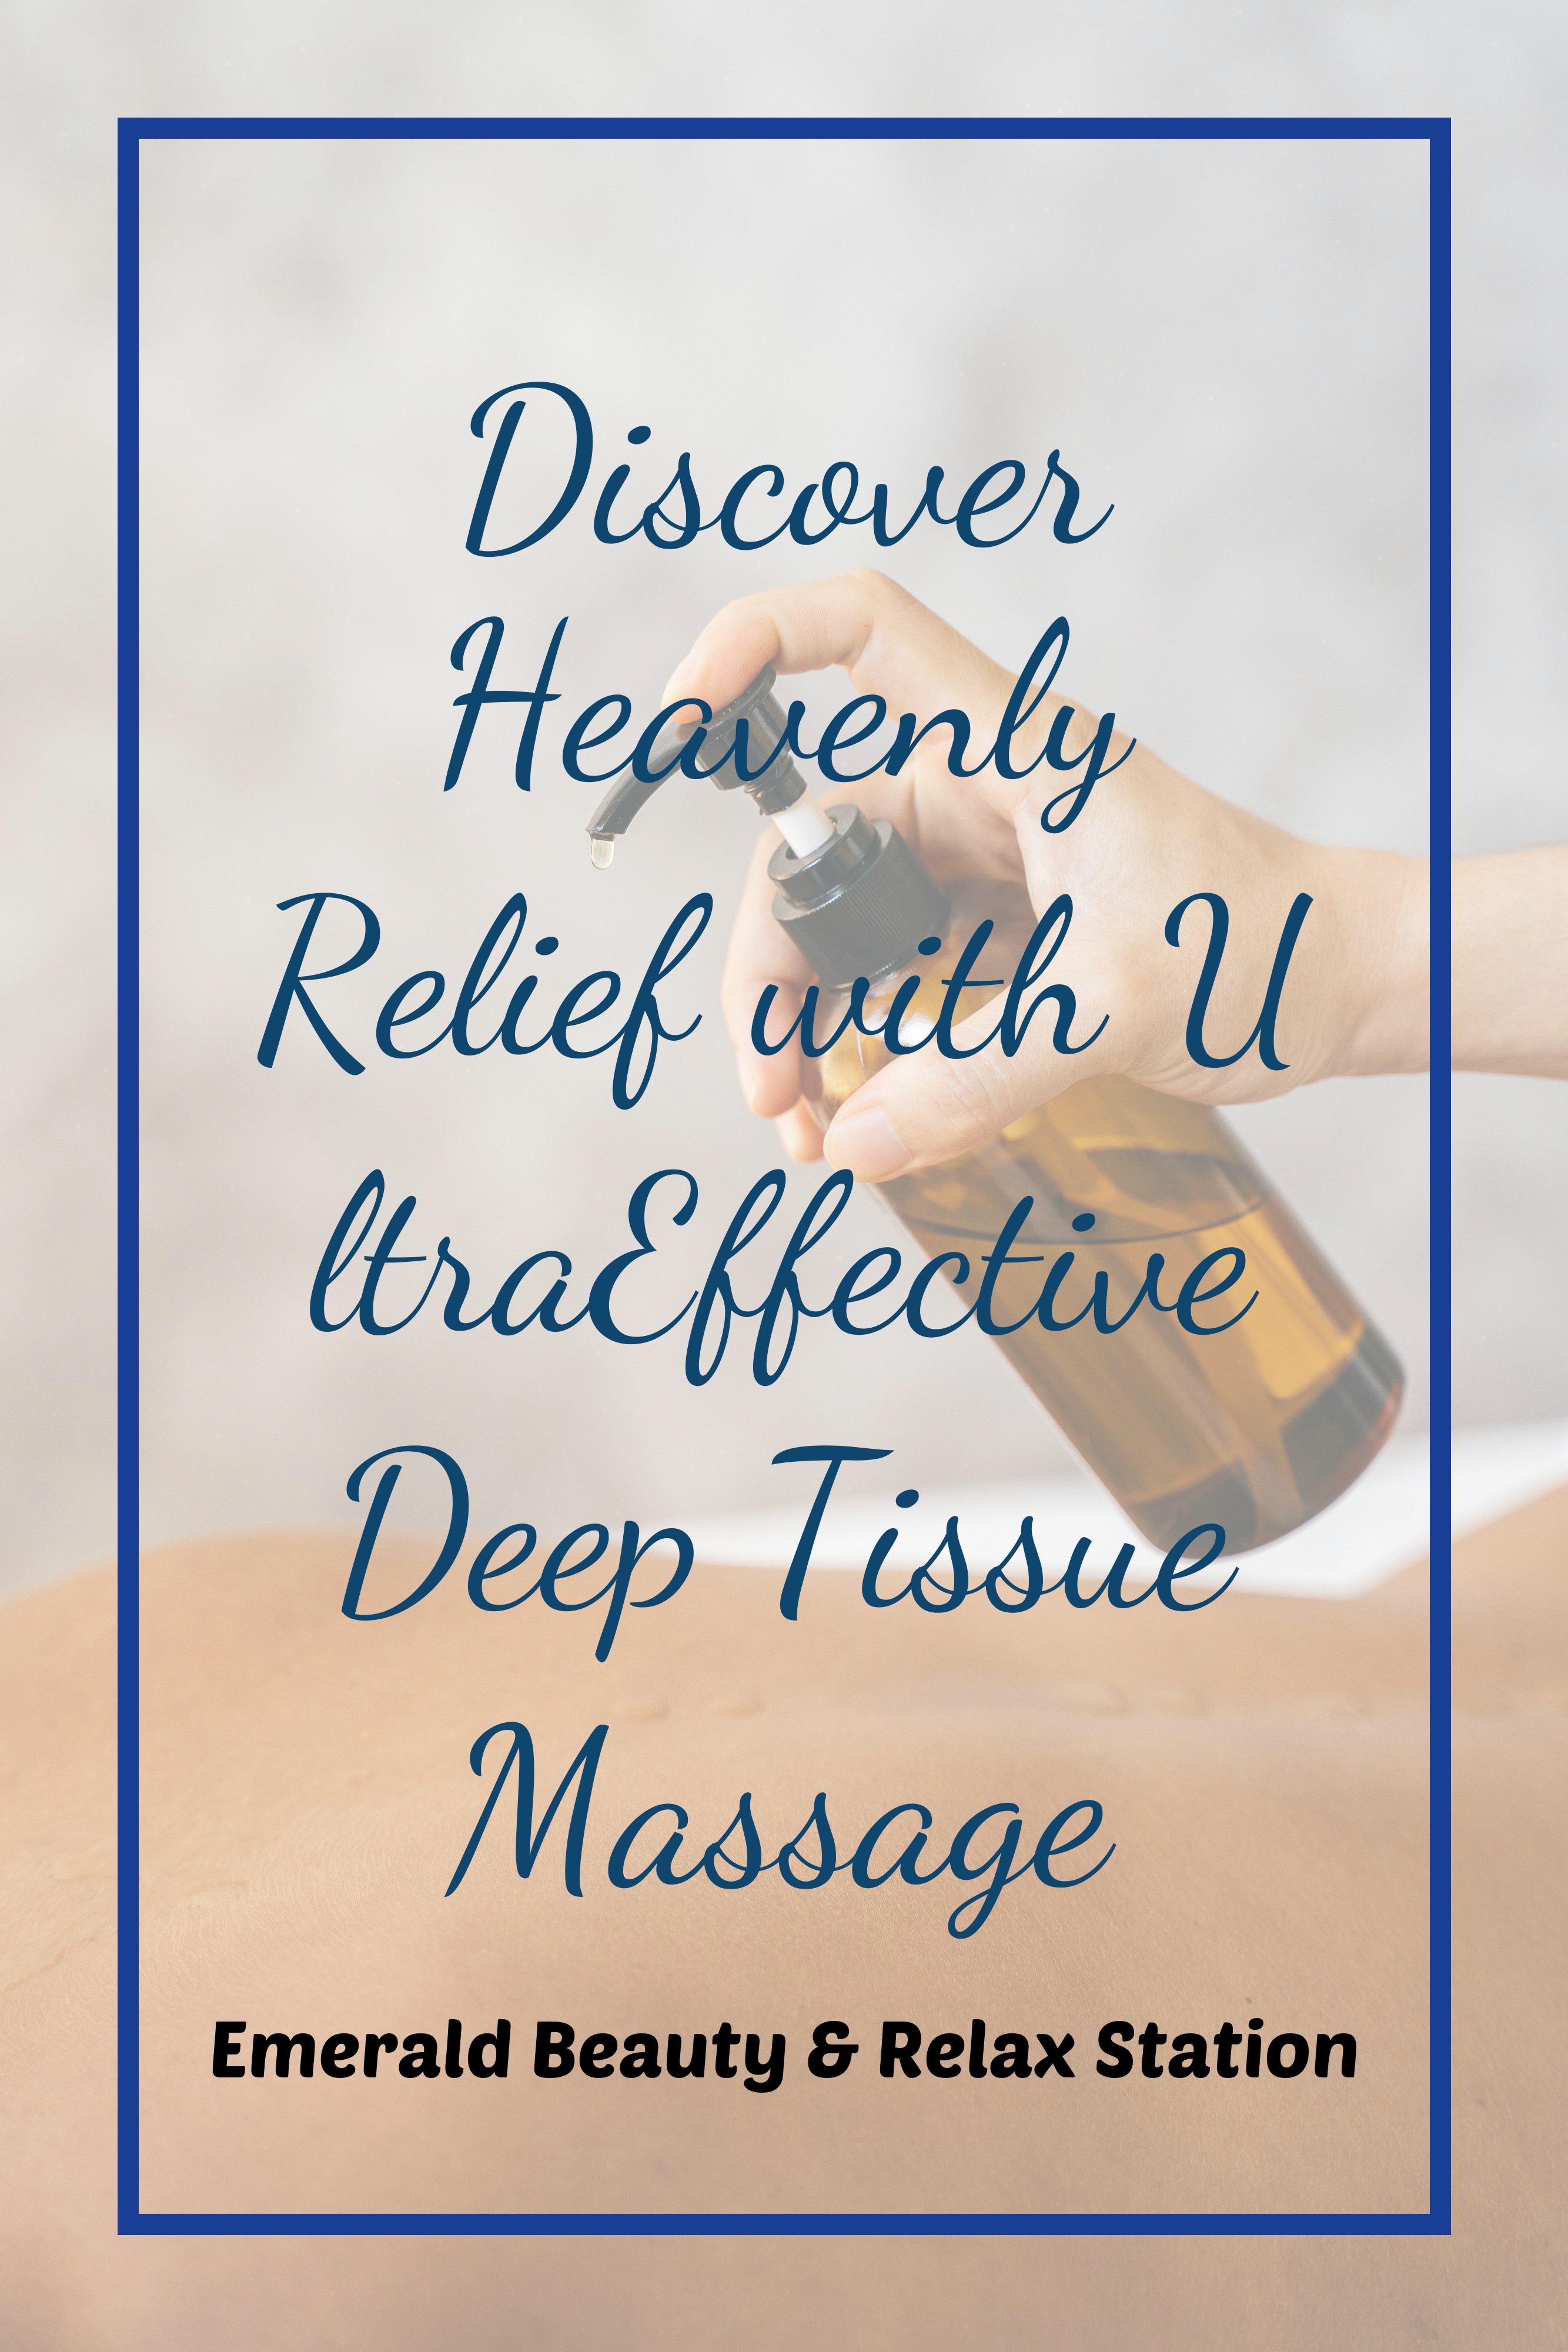 Discover
Heavenly
Relief with U
ltraEffective
Deep Tissue
Massage
Emerald Beauty & Relax Station